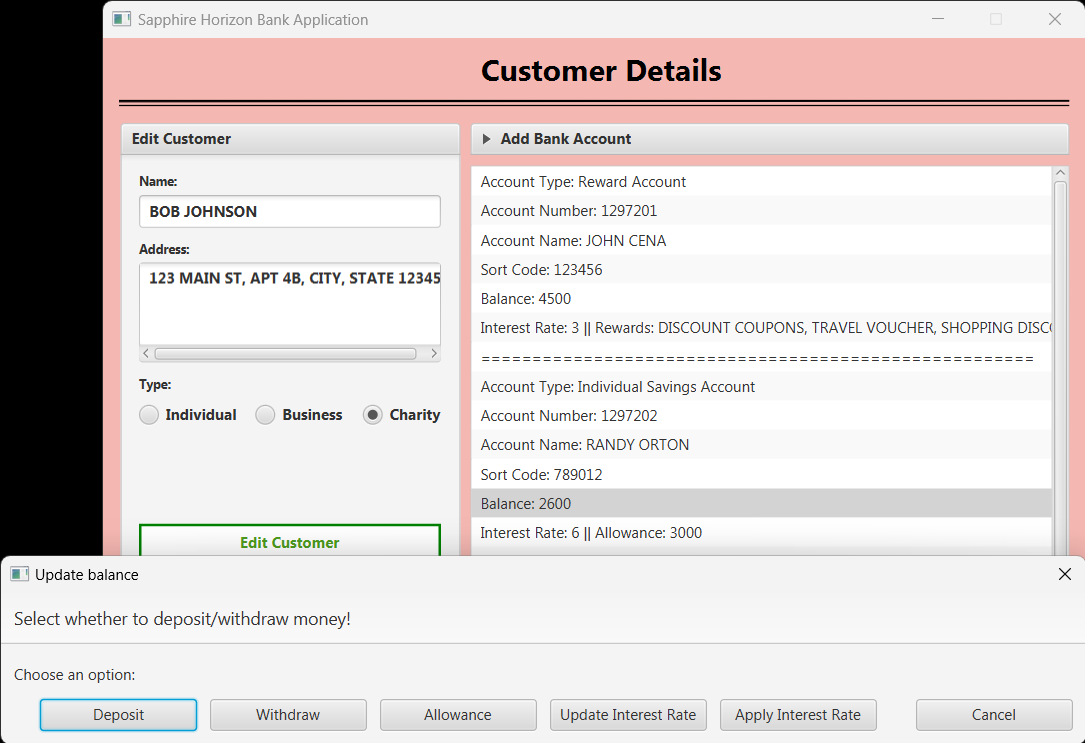 Sapphire Horizon Bank Application
Customer Details
Edit Customer
Name:
BOB JOHNSON
Address:
123 MAIN ST, APT 4B, CITY, STATE 12345
Type:
Individual
Business
Charity
Edit Customer
Add Bank Account
Account Type: Reward Account
Account Number: 1297201
Account Name: JOHN CENA
Sort Code: 123456
Balance: 4500
Interest Rate: 3 || Rewards: DISCOUNT COUPONS, TRAVEL VOUCHER, SHOPPING
======================================================
Account Type: Individual Savings Account
Account Number: 1297202
Account Name: RANDY ORTON
Sort Code: 789012
Balance: 2600
Interest Rate: 6 || Allowance: 3000
Update balance
Select whether to deposit/withdraw money!
Choose an option:
Deposit
Withdraw
Allowance
Update Interest Rate
Apply Interest Rate
Cancel